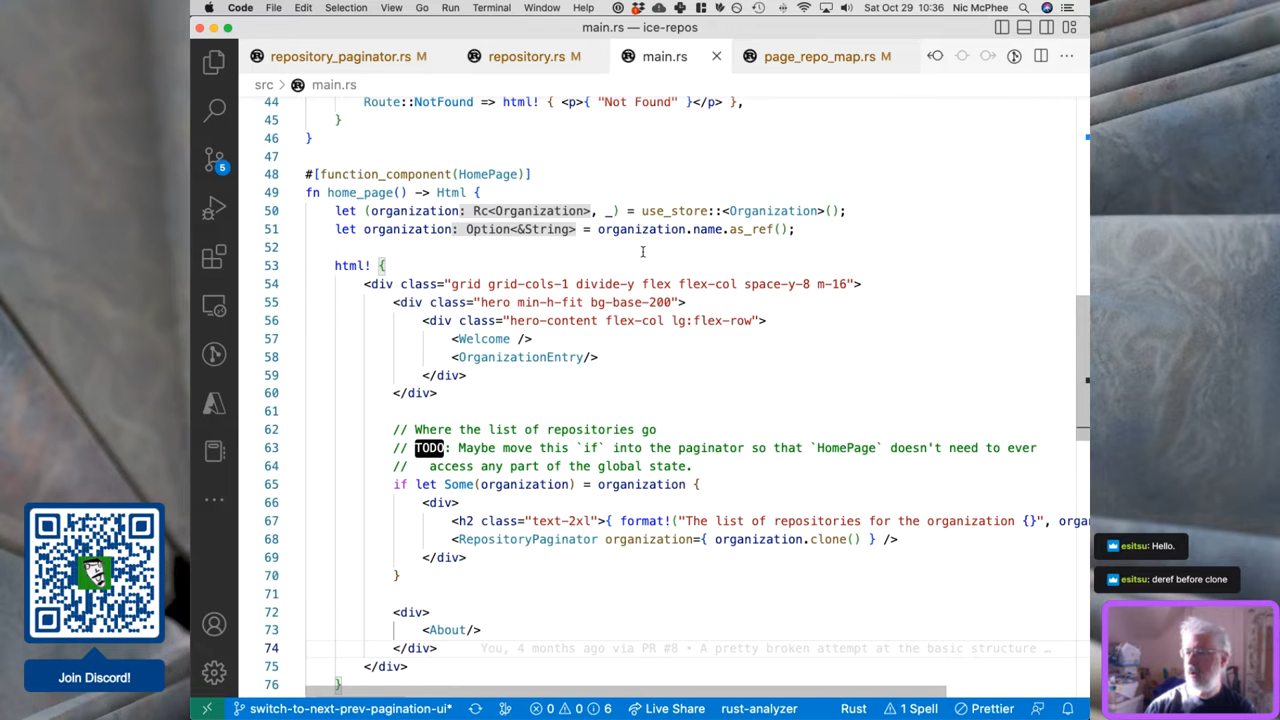 Code File Edit Selection View Go Run Terminal Window Help Sat Oct 29 10:36 Nic McPhee
main.rs — ice-repos
repository_paginator.rs M repository.rs M main.rs page_repo_map.rs M
src > main.rs
44 Route::NotFound => html! { <p>{ "Not Found" }</p> },
45 }
46 }
47
48 #[function_component(HomePage)]
49 fn home_page() -> Html {
50 let (organization: Rc<Organization>, _) = use_store::<Organization>();
51 let organization: Option<&String> = organization.name.as_ref();
52
53 html! {
54 <div class="grid grid-cols-1 divide-y flex flex-col space-y-8 m-16">
55 <div class="hero min-h-fit bg-base-200">
56 <div class="hero-content flex-col lg:flex-row">
57 <Welcome />
58 <OrganizationEntry/>
59 </div>
60 </div>
61
62 // Where the list of repositories go
63 // TODO: Maybe move this `if` into the paginator so that `HomePage` doesn't need to ever
64 // access any part of the global state.
65 if let Some(organization) = organization {
66 <div>
67 <h2 class="text-2xl">{ format!("The list of repositories for the organization {}", orga
68 <RepositoryPaginator organization={ organization.clone() } />
69 </div>
70 }
71
72 <div>
73 <About/>
74 </div> You, 4 months ago via PR #8 • A pretty broken attempt at the basic structure …
75 </div>
76 }
5
Join Discord!
esitsu: Hello.
esitsu: deref before clone
switch-to-next-prev-pagination-ui* 0 0 6 Live Share rust-analyzer Rust 1 Spell Prettier